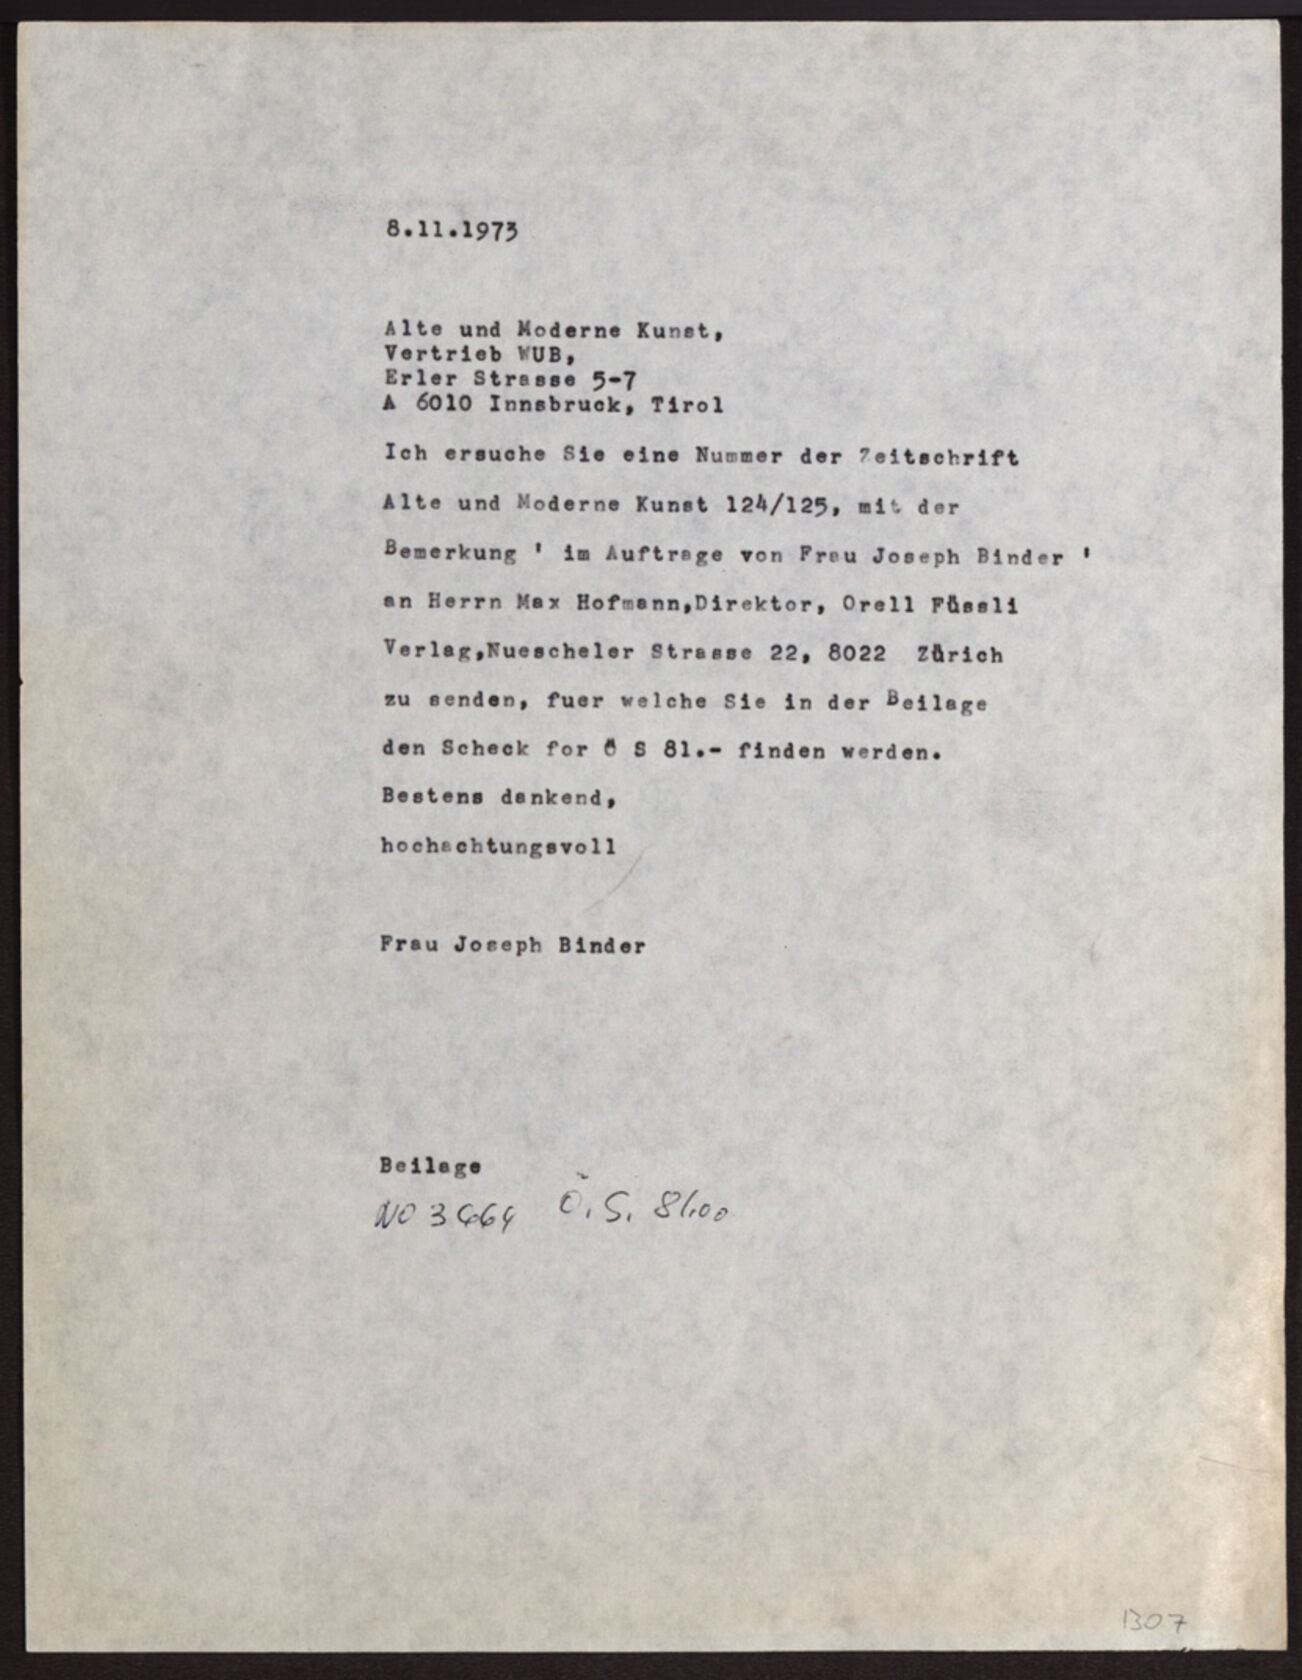 8.11.1973
Alte und Moderne Kunst,
Vertrieb WUB,
Erler Strasse 5-7
A 6010 Innsbruck, Tirol
Ich ersuche Sie eine Nummer der Zeitschrift
Alte und Moderne Kunst 124/125, mit der
Bemerkung ' im Auftrage von Frau Joseph Binder '
an Herrn Max Hofmann,Direktor, Orell Füssli
Verlag,Nuescheler Strasse 22, 8022 Zürich
zu senden, fuer welche Sie in der Beilage
den Scheck for Ö S 81.- finden werden.
Bestens dankend,
hochachtungsvoll
Frau Joseph Binder
Beilage
NO Ö.S. 81.00
1307